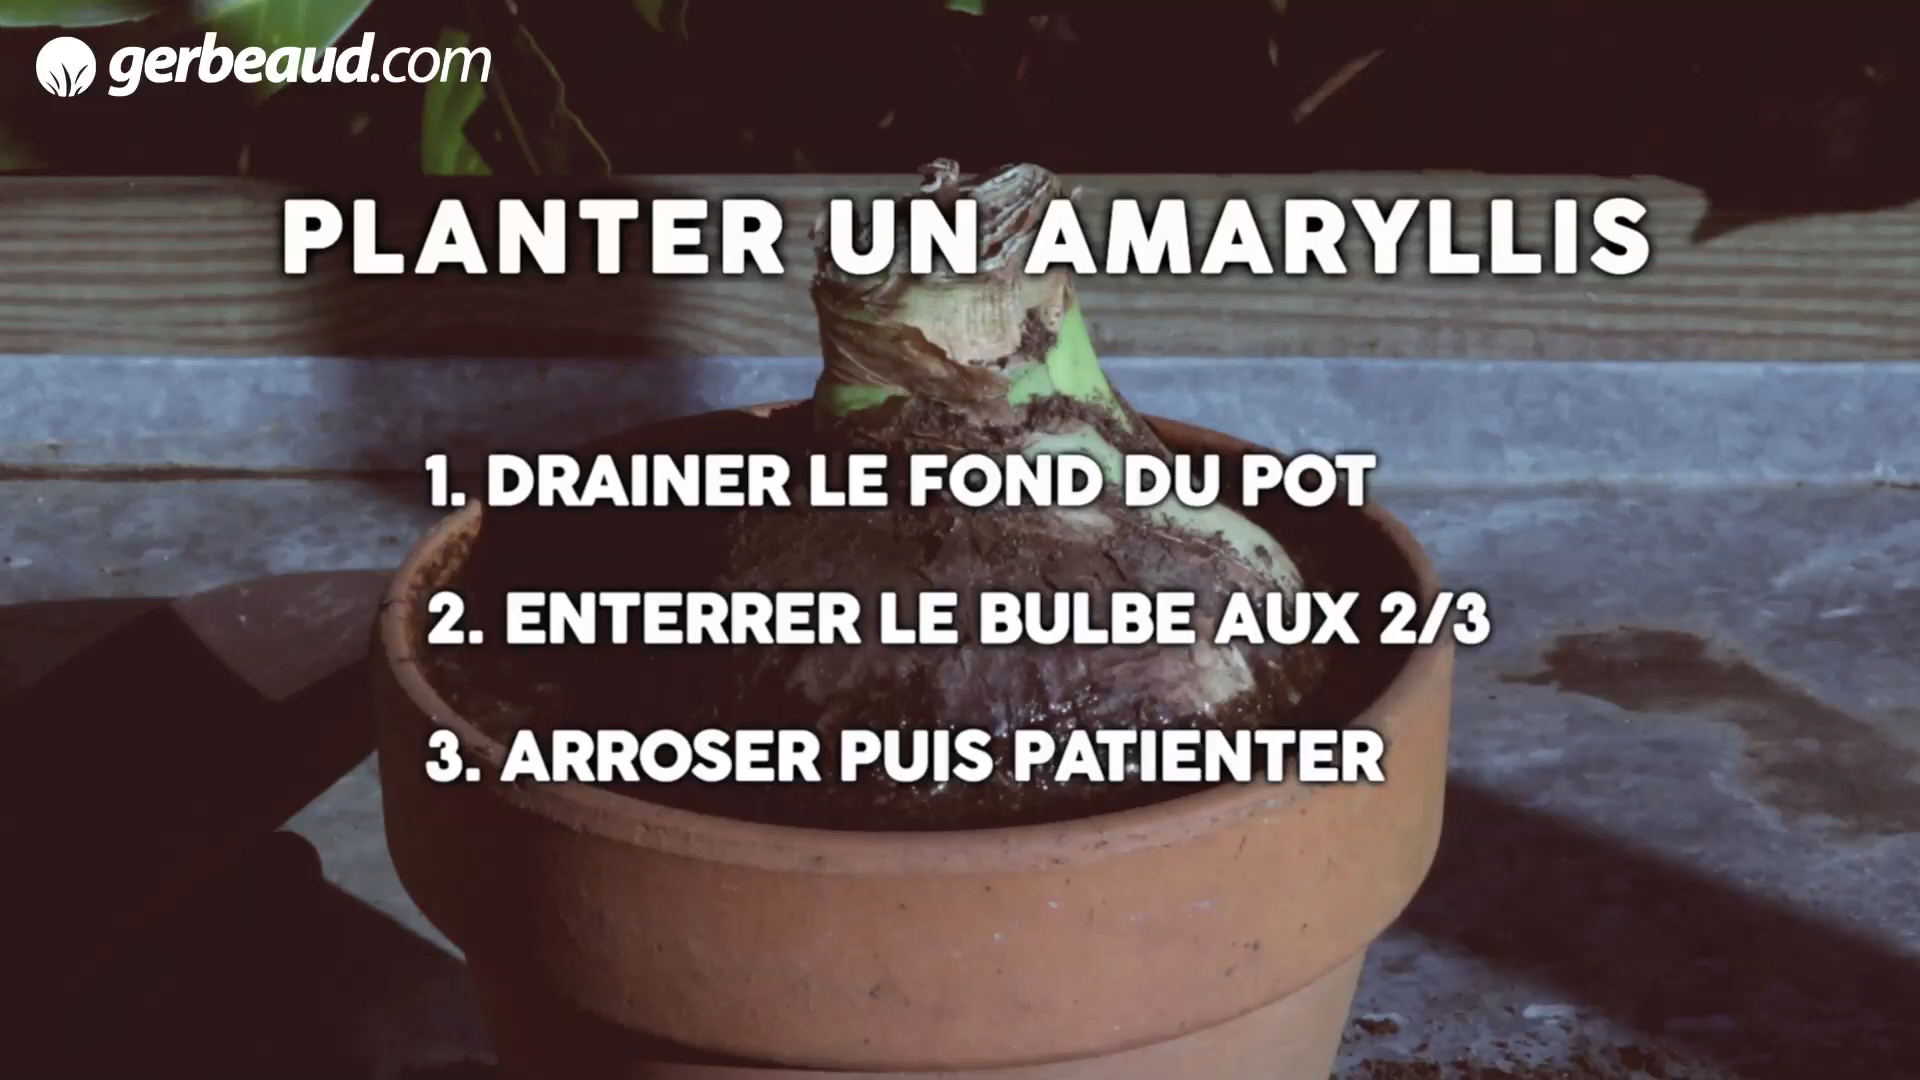 gerbeaud.com
PLANTER UN AMARYLLIS
1. DRAINER LE FOND DU POT
2. ENTERRER LE BULBE AUX 2/3
3. ARROSER PUIS PATIENTER